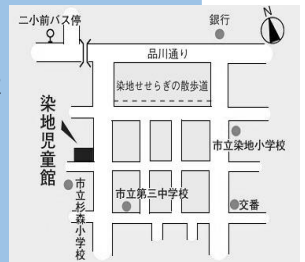 二小前バス停
銀行
N
品川通り
染地せせらぎの散歩道
染地児童館
市立染地小学校
市立杉森小学校
市立第三中学校
交番